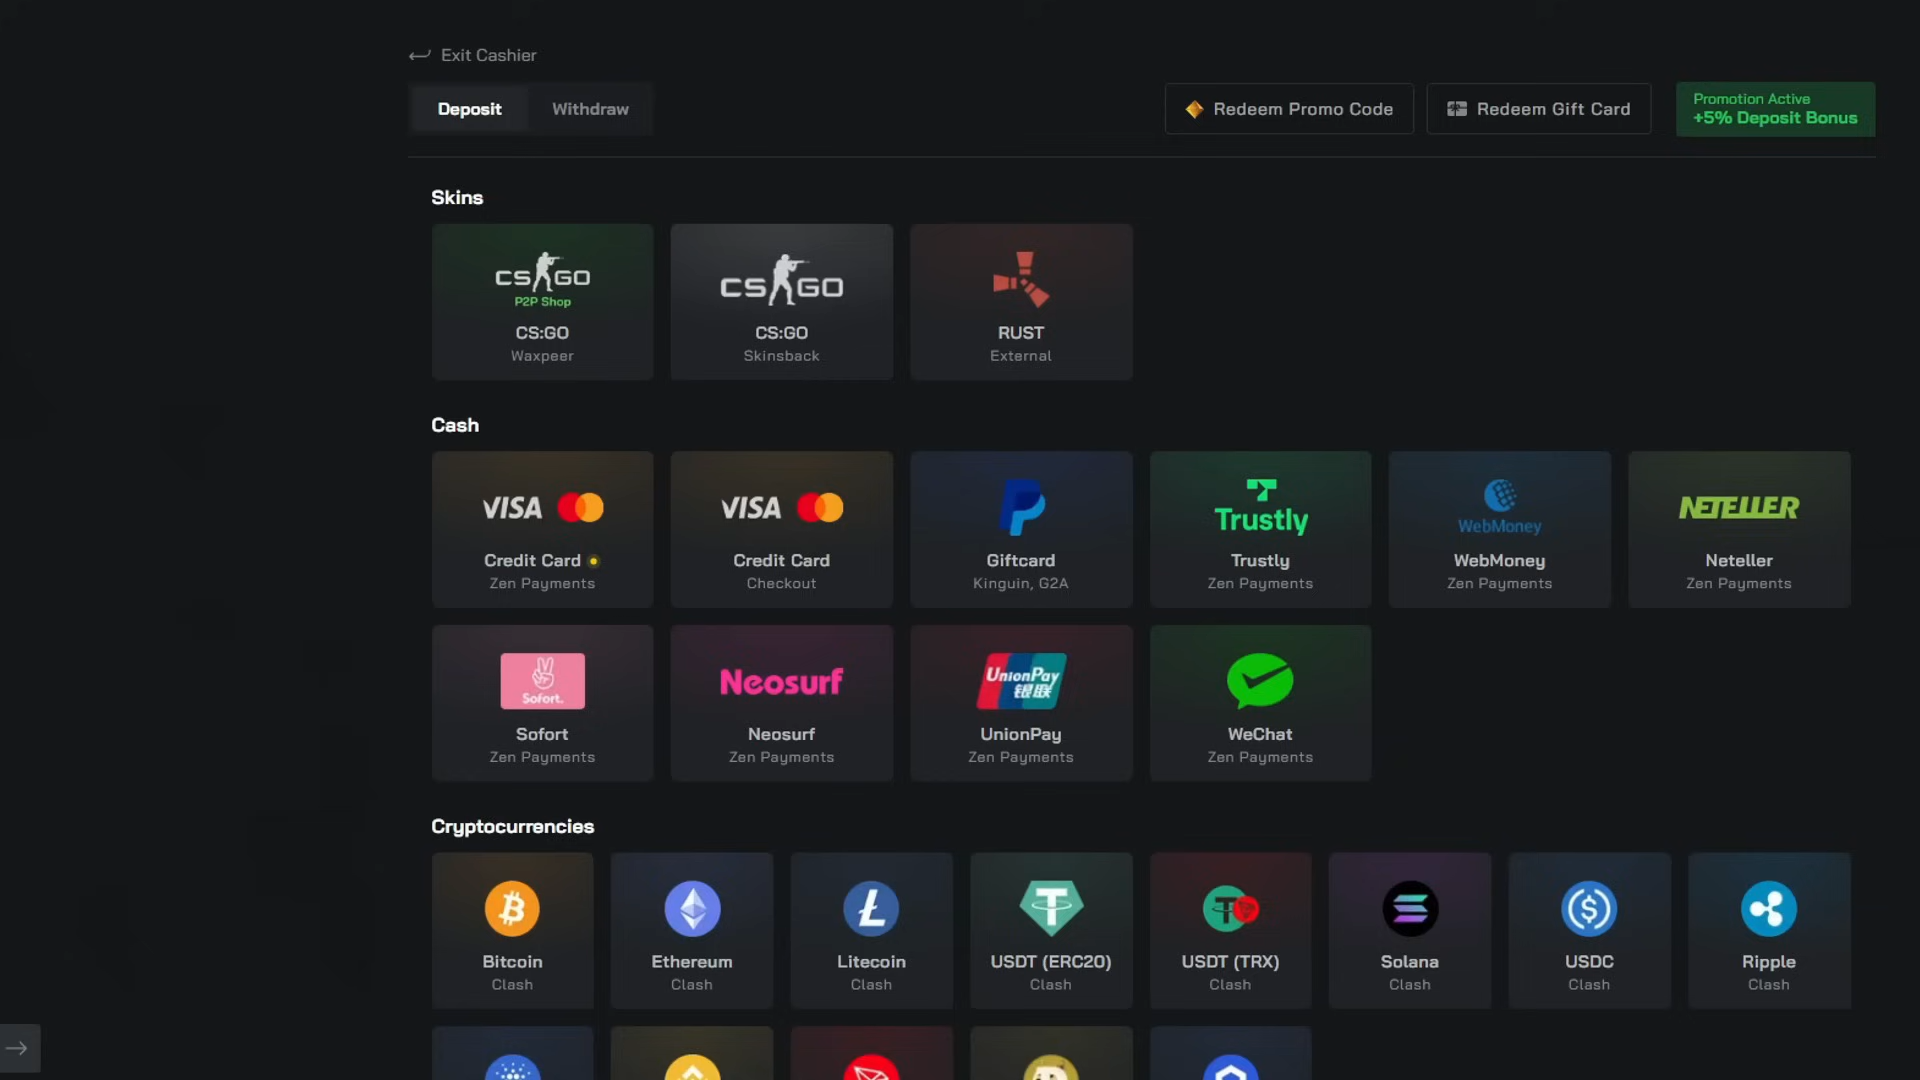 Exit Cashier
Deposit
Withdraw
Redeem Promo Code
Redeem Gift Card
Promotion Active
+5% Deposit Bonus
Skins
CS GO
P2P Shop
CS:GO
Waxpeer
CS GO
CS:GO
Skinsback
RUST
External
Cash
VISA
Credit Card
Zen Payments
VISA
Credit Card
Checkout
Giftcard
Kinguin, G2A
Trustly
Trustly
Zen Payments
WebMoney
WebMoney
Zen Payments
NETELLER
Neteller
Zen Payments
Sofort.
Sofort
Zen Payments
Neosurf
Neosurf
Zen Payments
UnionPay
银联
UnionPay
Zen Payments
WeChat
Zen Payments
Cryptocurrencies
Bitcoin
Clash
Ethereum
Clash
Litecoin
Clash
USDT (ERC20)
Clash
USDT (TRX)
Clash
Solana
Clash
USDC
Clash
Ripple
Clash